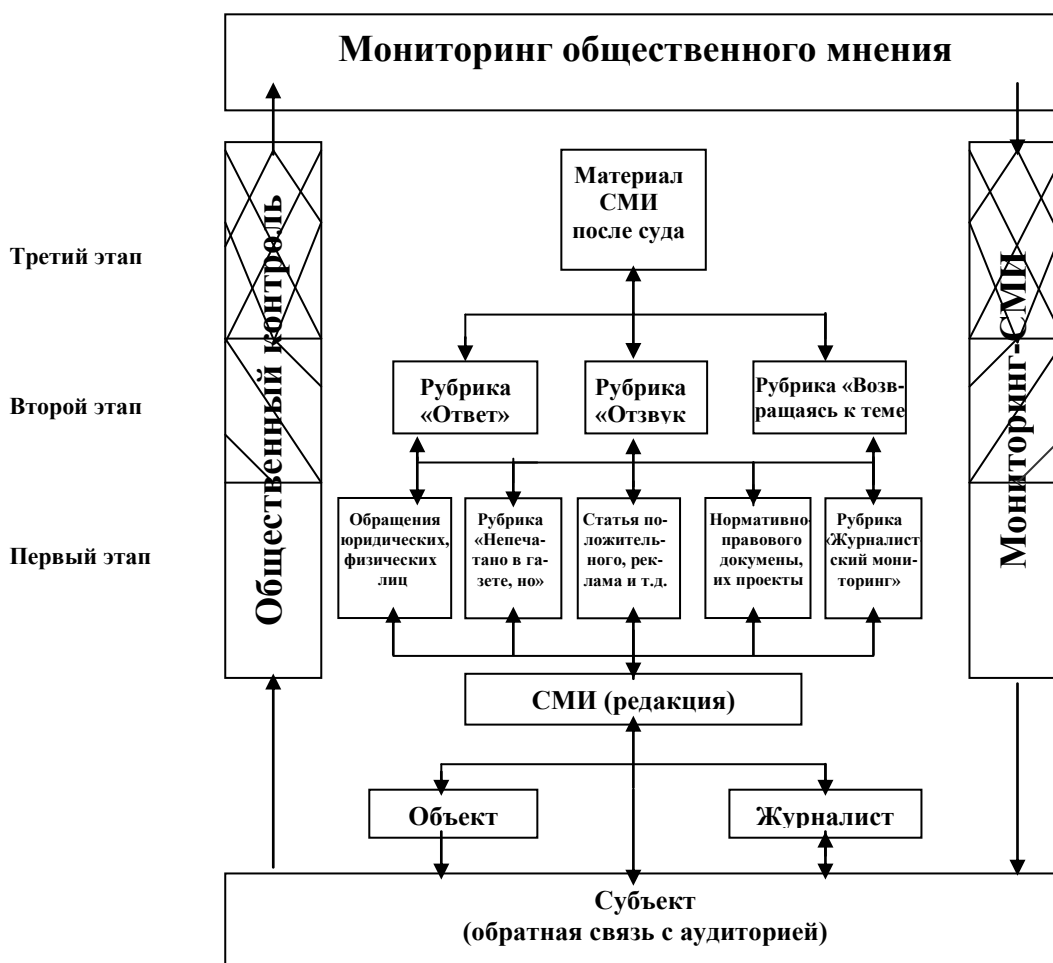 Мониторинг общественного мнения
Общественный контроль
Мониторинг-СМИ
Третий этап
Материал
СМИ
после суда
Второй этап
Рубрика
«Ответ»
Рубрика
«Отзвук
Рубрика «Возв-
ращаясь к теме
Первый этап
Обращения
юридических,
физических
лиц
Рубрика
«Непеча-
тано в га-
зете, но»
Статья по-
ложитель-
ного, рек-
лама и т.д.
Нормативно-
правового
докумены,
их проекты
Рубрика
«Журналист
ский мони-
торинг»
СМИ (редакция)
Объект
Журналист
Субъект
(обратная связь с аудиторией)